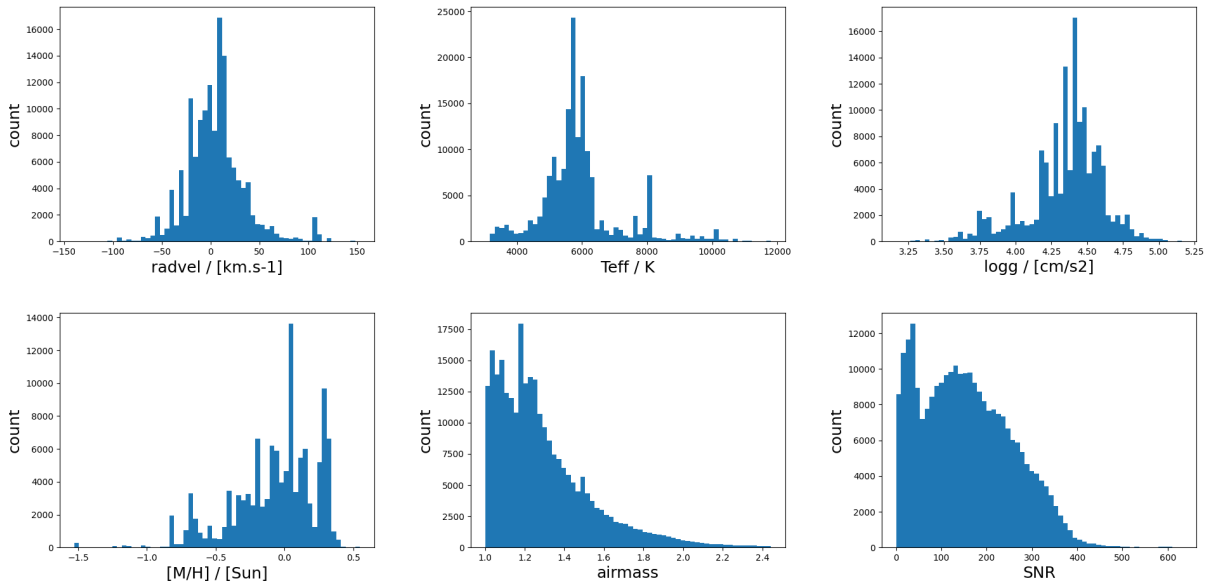 count
16000
14000
12000
10000
8000
6000
4000
2000
0
−150 −100 −50 0 50 100 150
radvel / [km.s-1]
count
25000
20000
15000
10000
5000
0
4000 6000 8000 10000 12000
Teff / K
count
16000
14000
12000
10000
8000
6000
4000
2000
0
3.25 3.50 3.75 4.00 4.25 4.50 4.75 5.00 5.25
logg / [cm/s2]
count
14000
12000
10000
8000
6000
4000
2000
0
−1.5 −1.0 −0.5 0.0 0.5
[M/H] / [Sun]
count
17500
15000
12500
10000
7500
5000
2500
0
1.0 1.2 1.4 1.6 1.8 2.0 2.2 2.4
airmass
count
12000
10000
8000
6000
4000
2000
0
0 100 200 300 400 500 600
SNR